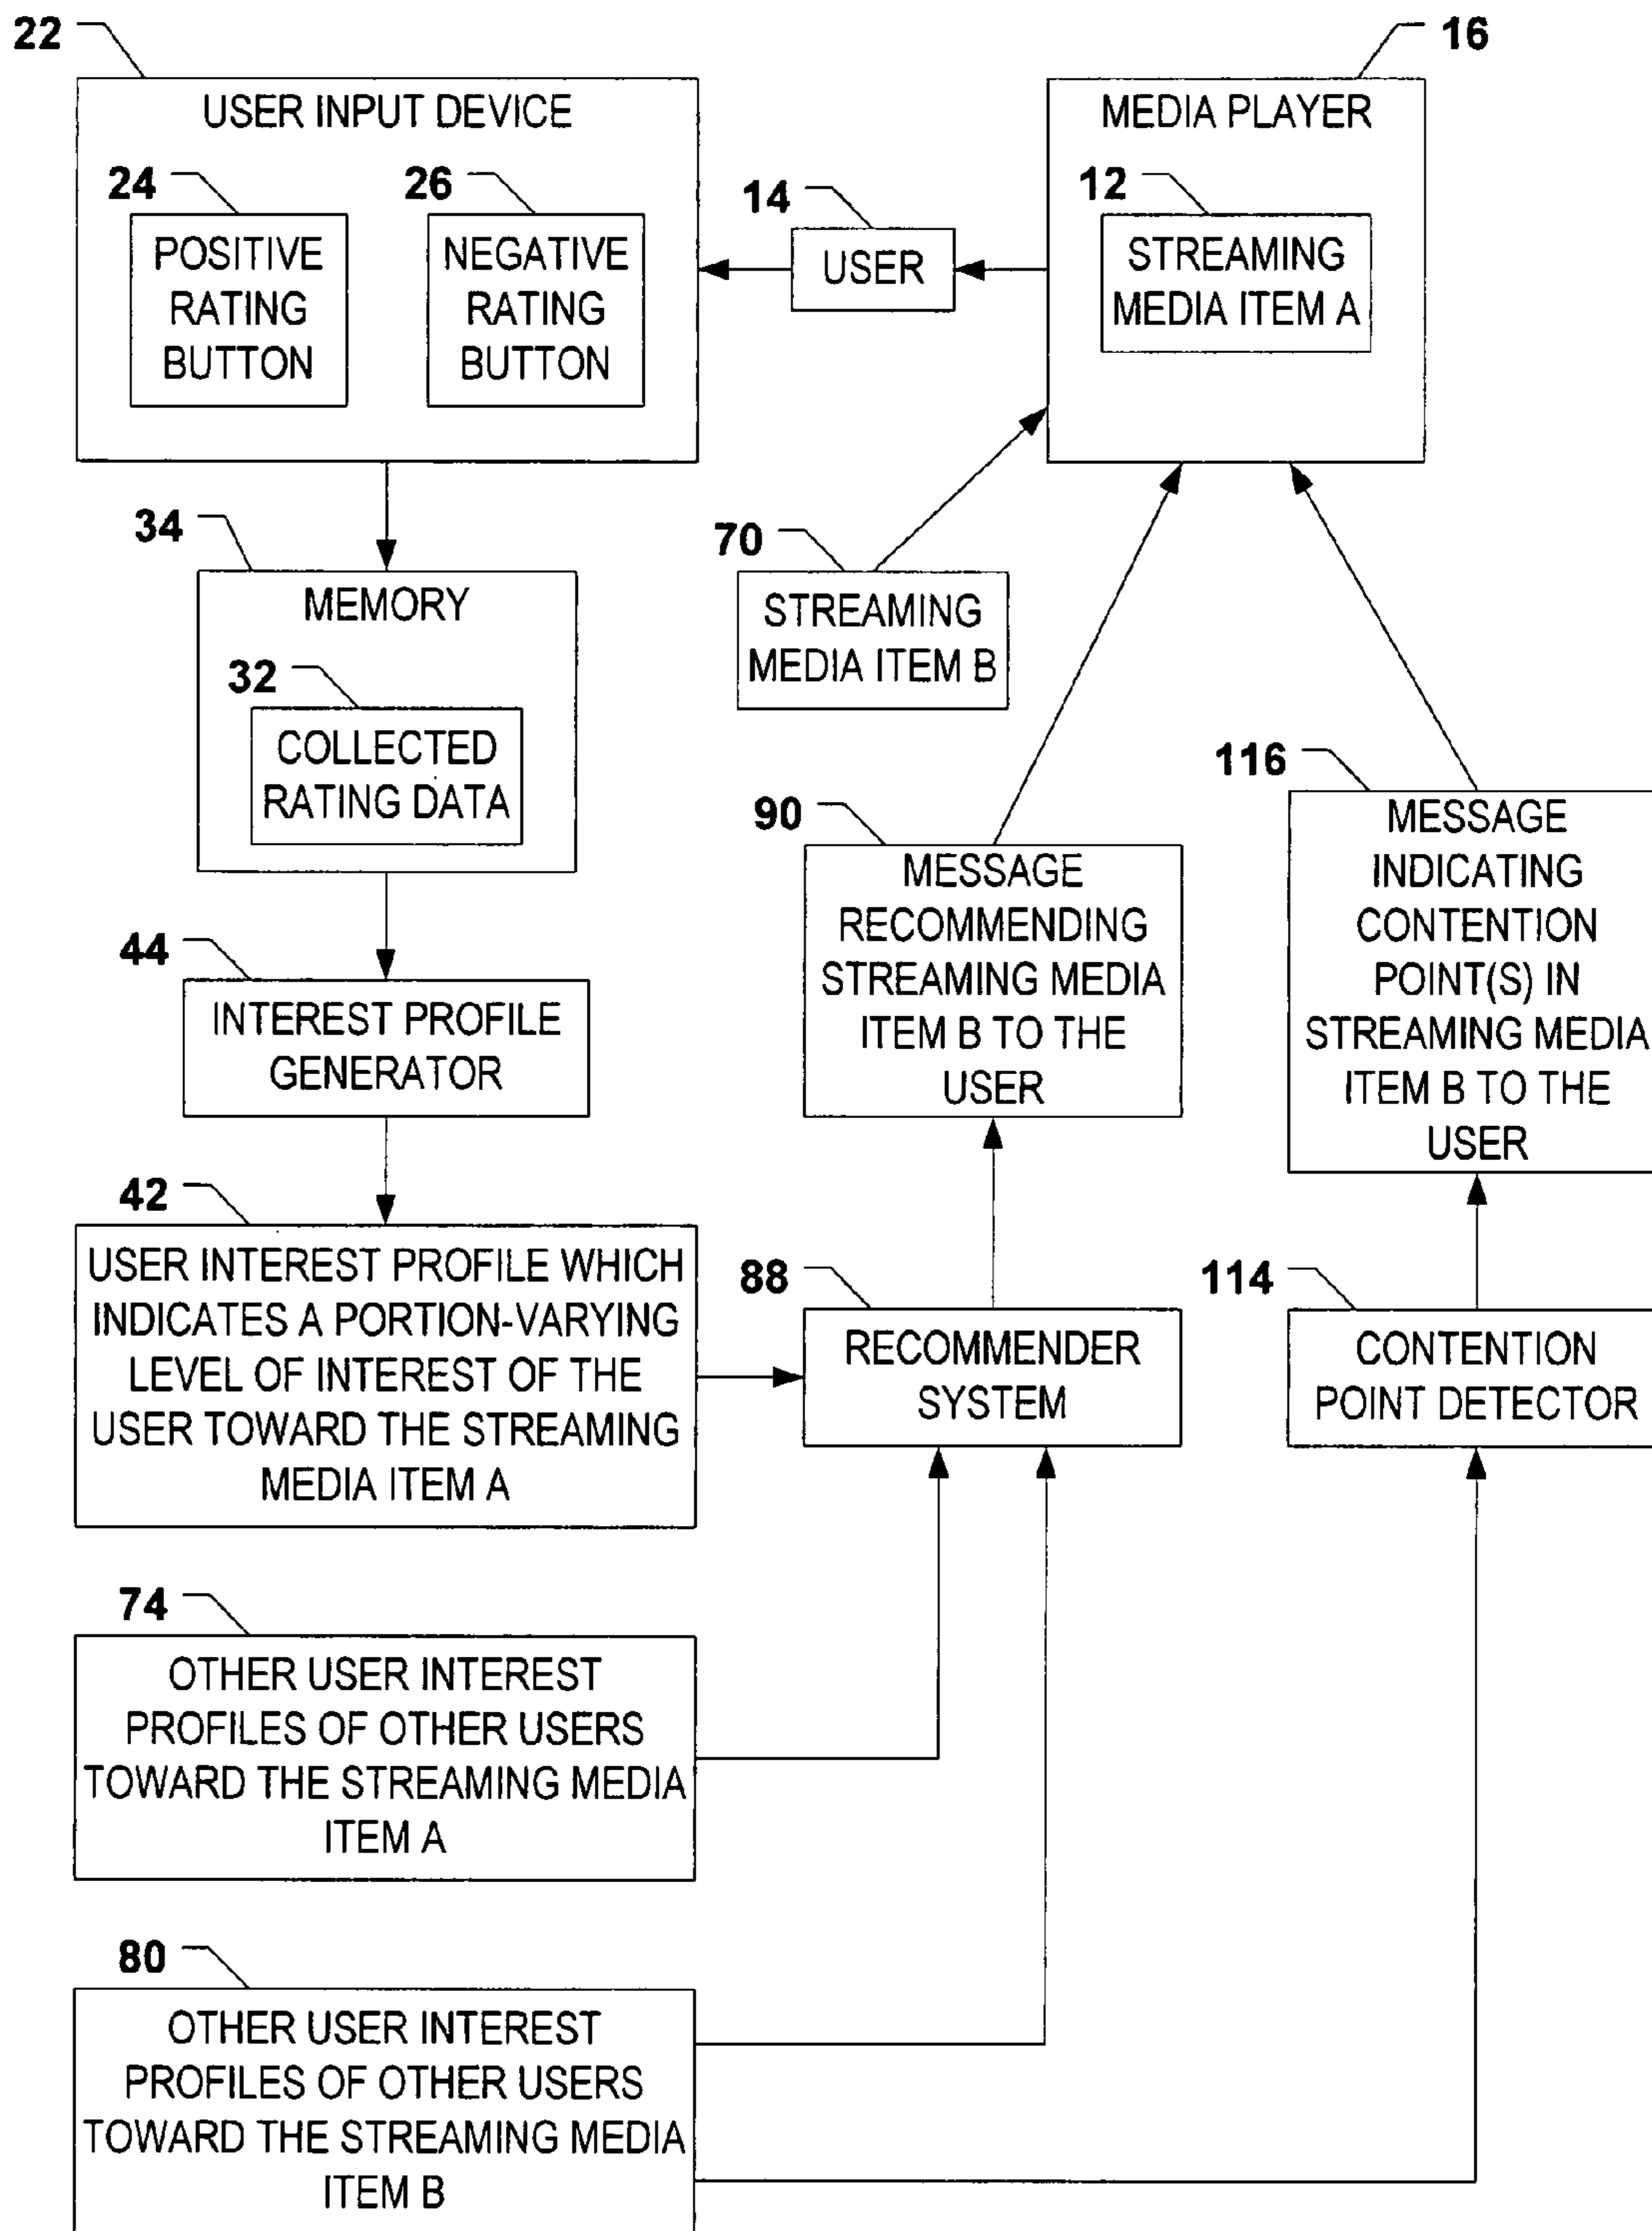 22
USER INPUT DEVICE
24
POSITIVE
RATING
BUTTON
26
NEGATIVE
RATING
BUTTON
14
USER
16
MEDIA PLAYER
12
STREAMING
MEDIA ITEM A
34
MEMORY
32
COLLECTED
RATING DATA
70
STREAMING
MEDIA ITEM B
44
INTEREST PROFILE
GENERATOR
90
MESSAGE
RECOMMENDING
STREAMING MEDIA
ITEM B TO THE
USER
116
MESSAGE
INDICATING
CONTENTION
POINT(S) IN
STREAMING MEDIA
ITEM B TO THE
USER
42
USER INTEREST PROFILE WHICH
INDICATES A PORTION-VARYING
LEVEL OF INTEREST OF THE
USER TOWARD THE STREAMING
MEDIA ITEM A
88
RECOMMENDER
SYSTEM
114
CONTENTION
POINT DETECTOR
74
OTHER USER INTEREST
PROFILES OF OTHER USERS
TOWARD THE STREAMING MEDIA
ITEM A
80
OTHER USER INTEREST
PROFILES OF OTHER USERS
TOWARD THE STREAMING MEDIA
ITEM B